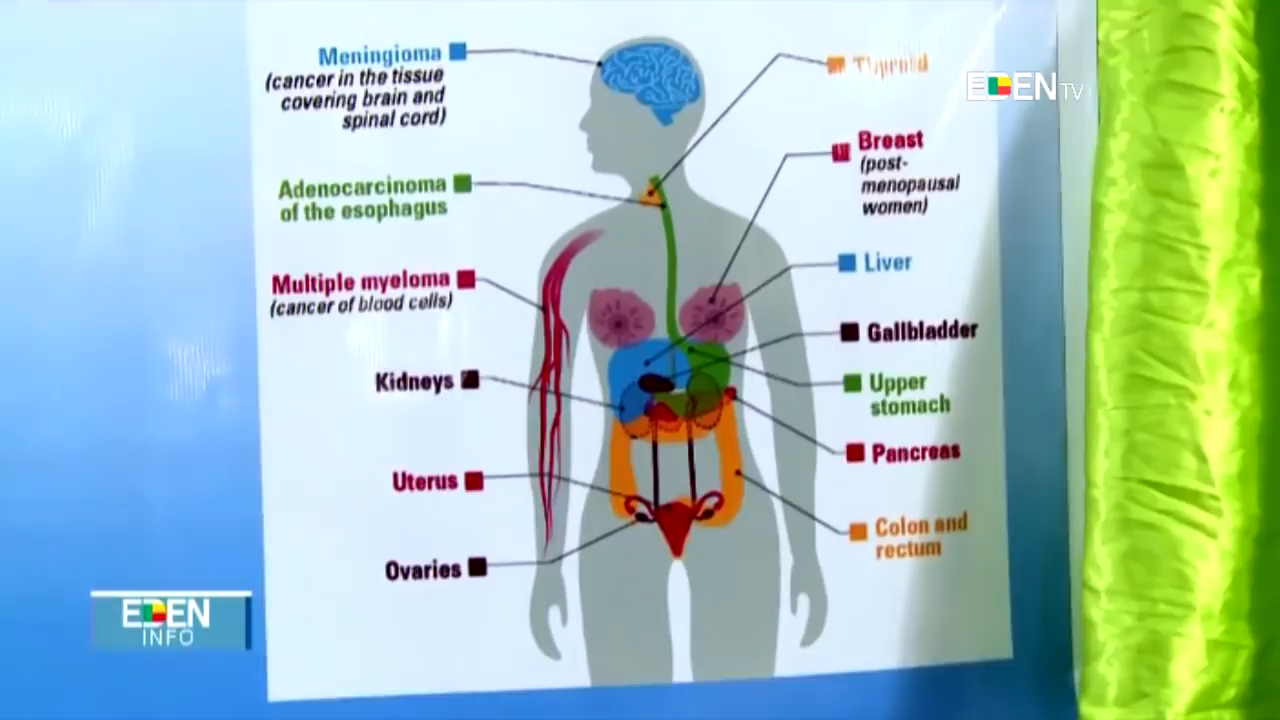 Meningioma
(cancer in the tissue
covering brain and
spinal cord)
Adenocarcinoma
of the esophagus
Multiple myeloma
(cancer of blood cells)
Kidneys
Uterus
Ovaries
Thyroid
Breast
(post-
menopausal
women)
Liver
Gallbladder
Upper
stomach
Pancreas
Colon and
rectum
EDEN TV
EDEN
INFO